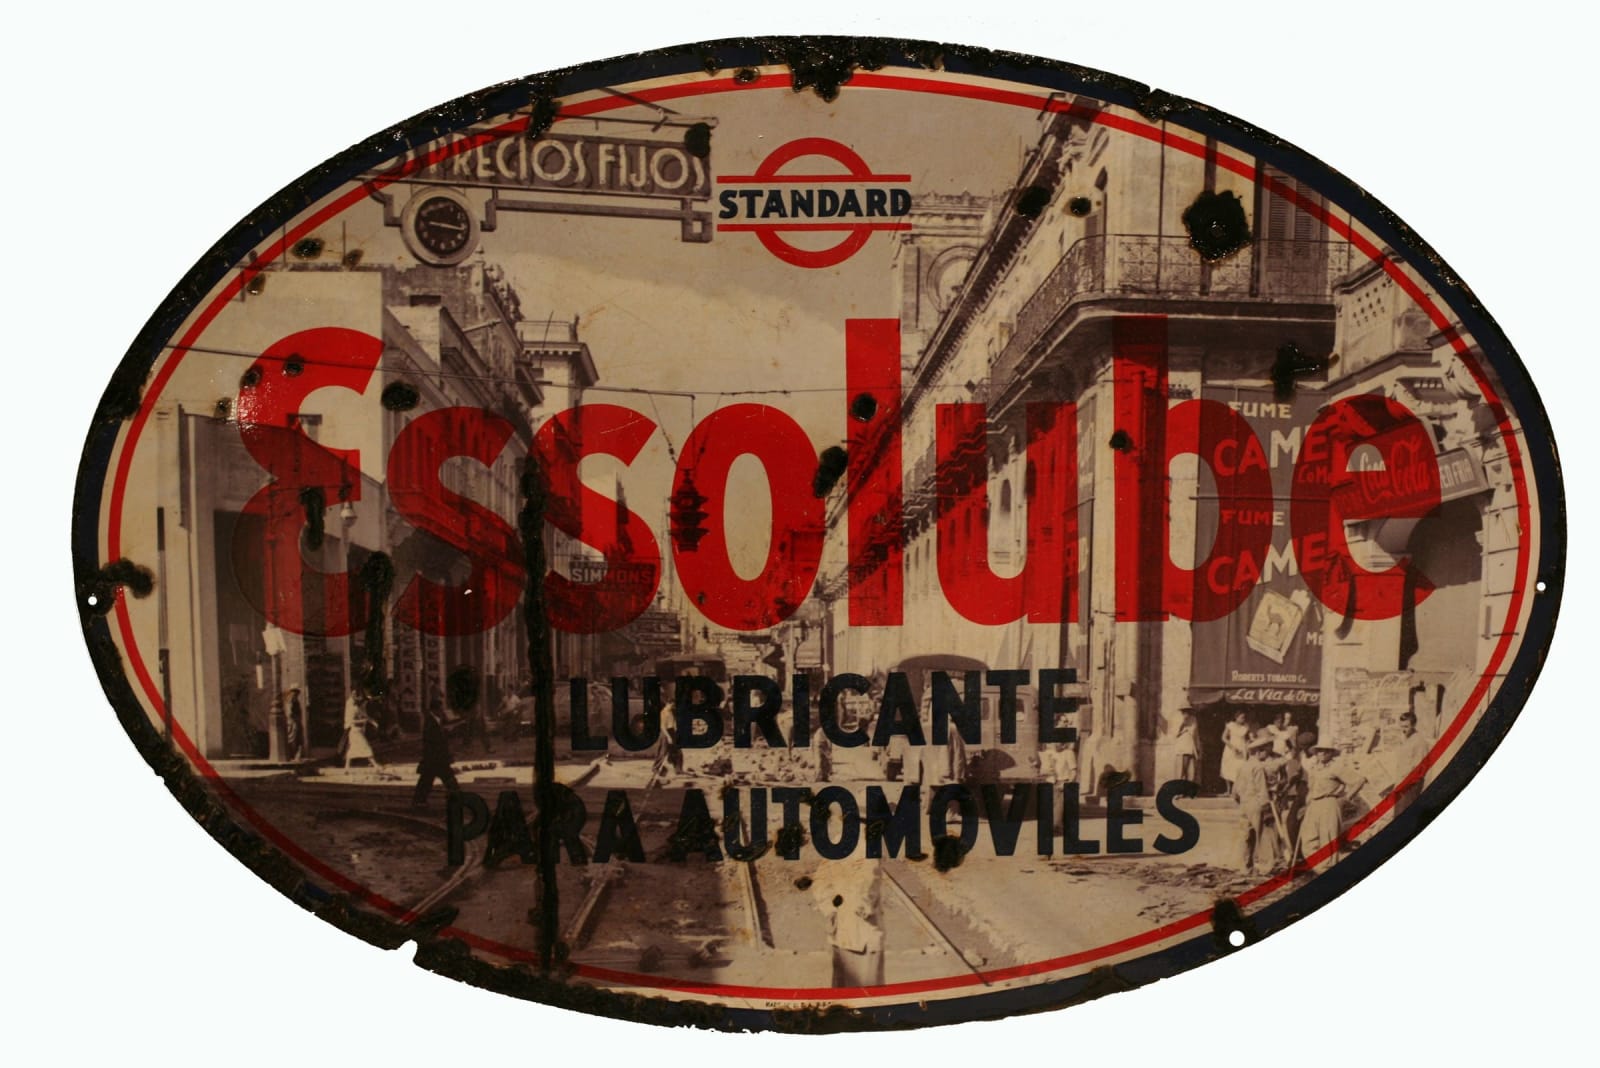 PRECIOS FIJOS
STANDARD
Essolube
FUME
CAME
Coca-Cola
FUME
CAME
SIMMONS
LUBRICANTE
ROBERTS TOBACCO Co
La Via de Oro
PARA AUTOMOVILES